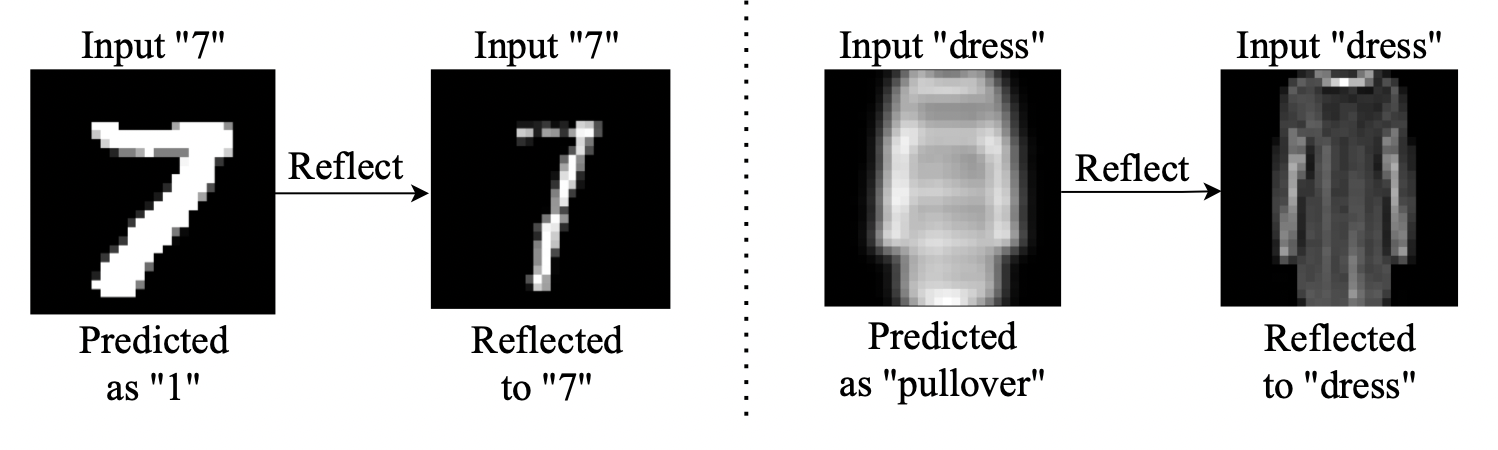 Input "7"
Reflect
Predicted
as "1"
Input "7"
Reflected
to "7"
Input "dress"
Reflect
Predicted
as "pullover"
Input "dress"
Reflected
to "dress"